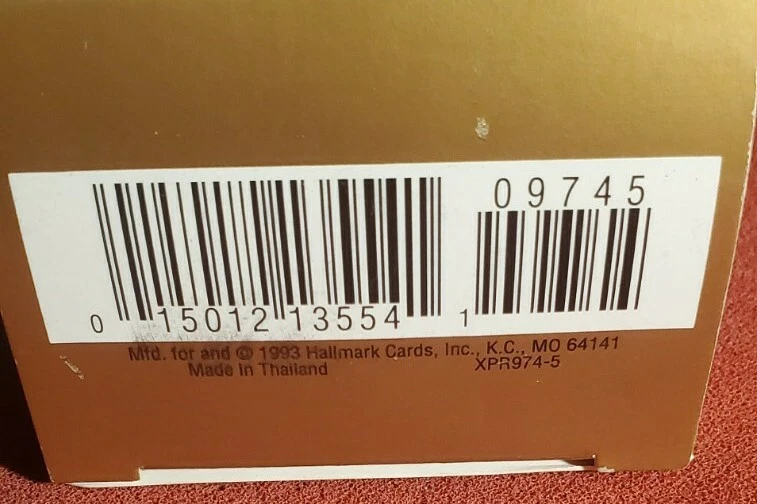 09745
0 15012 13554 1
Mfd. for and © 1993 Hallmark Cards, Inc., K.C., MO 64141
Made In Thailand XPR974-5